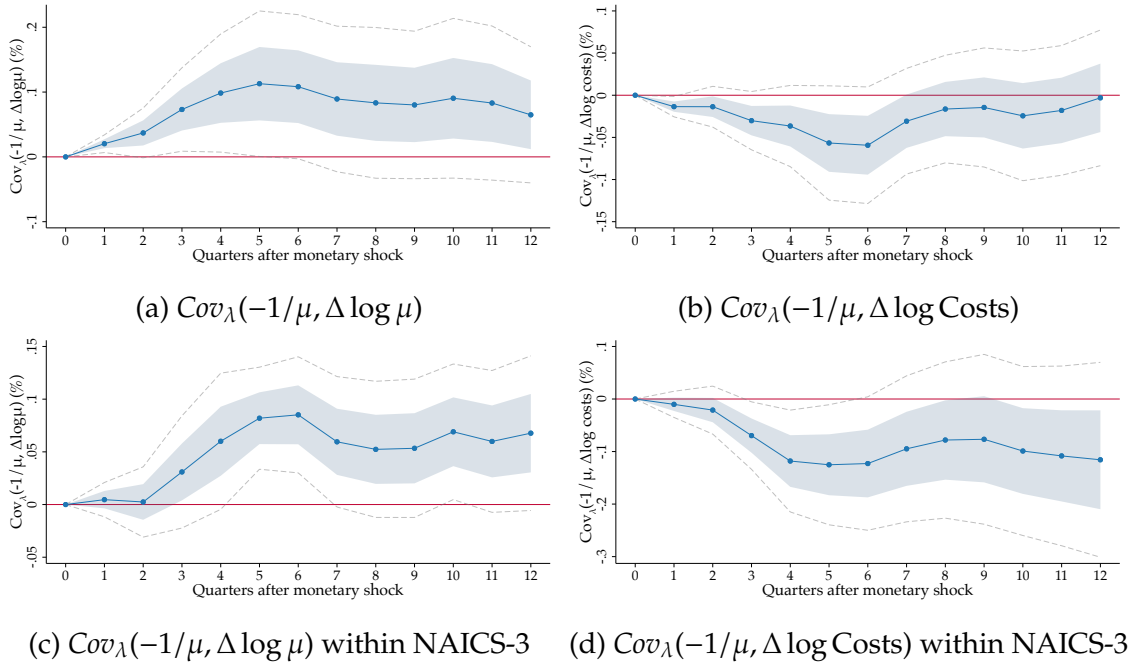 Cov_λ(-1/μ, Δlogμ) (%)
.2
.1
0
-.1
0 1 2 3 4 5 6 7 8 9 10 11 12
Quarters after monetary shock
Cov_λ(-1/μ, Δlog costs) (%)
.1
.05
0
-.05
-.1
-.15
0 1 2 3 4 5 6 7 8 9 10 11 12
Quarters after monetary shock
(a) Cov_λ(−1/μ, Δ log μ)
(b) Cov_λ(−1/μ, Δ log Costs)
Cov_λ(-1/μ, Δlogμ) (%)
.15
.1
.05
0
-.05
0 1 2 3 4 5 6 7 8 9 10 11 12
Quarters after monetary shock
Cov_λ(-1/μ, Δlog costs) (%)
.1
0
-.1
-.2
-.3
0 1 2 3 4 5 6 7 8 9 10 11 12
Quarters after monetary shock
(c) Cov_λ(−1/μ, Δ log μ) within NAICS-3
(d) Cov_λ(−1/μ, Δ log Costs) within NAICS-3